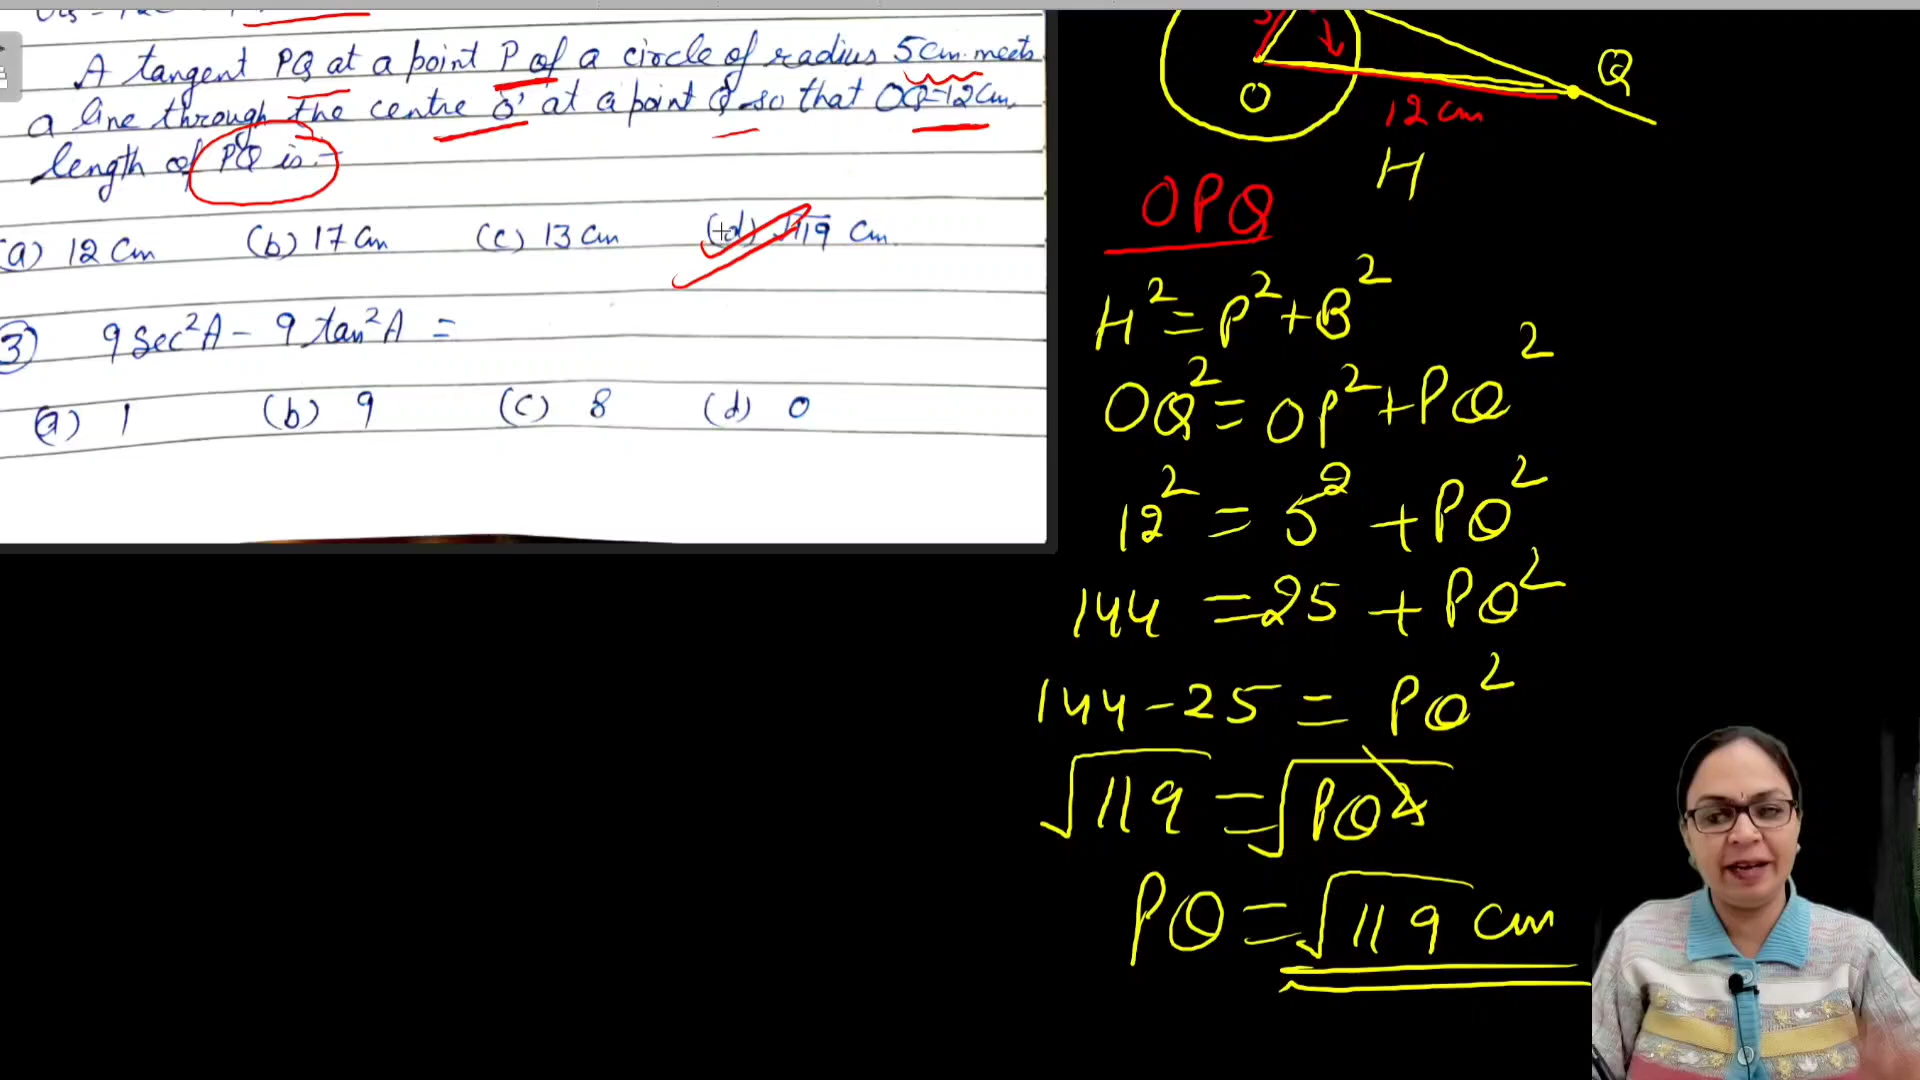 A tangent PQ at a point P of a circle of radius 5cm. meets
a line through the centre 'O' at a point Q so that OQ=12cm.
length of PQ is:-
(a) 12 cm (b) 17 cm (c) 13 cm (d) √119 cm
3) 9 sec²A - 9 tan²A =
(a) 1 (b) 9 (c) 8 (d) 0
Q
O
12 cm
H
OPQ
H² = P² + B²
OQ² = OP² + PQ²
12² = 5² + PQ²
144 = 25 + PQ²
144 - 25 = PQ²
√119 = √PQ²
PQ = √119 cm